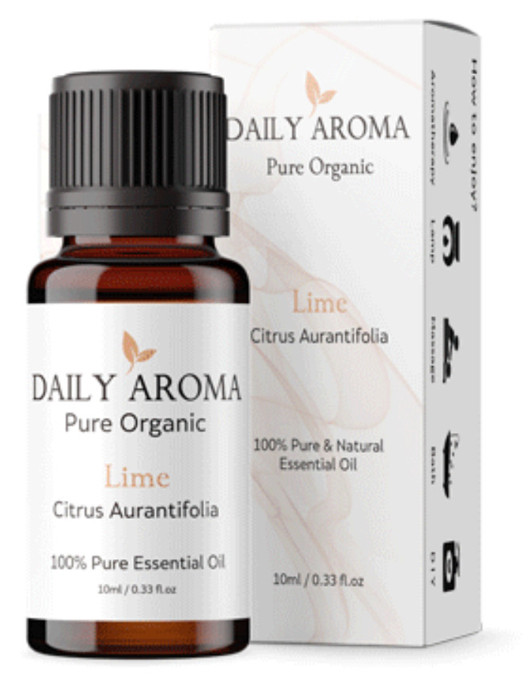 DAILY AROMA
Pure Organic
Lime
Citrus Aurantifolia
100% Pure Essential Oil
10ml / 0.33 fl.oz
DAILY AROMA
Pure Organic
Lime
Citrus Aurantifolia
100% Pure & Natural
Essential Oil
10ml / 0.33 fl.oz
How to enjoy?
Aromatherapy
Lamp
Massage
Bath
DIY